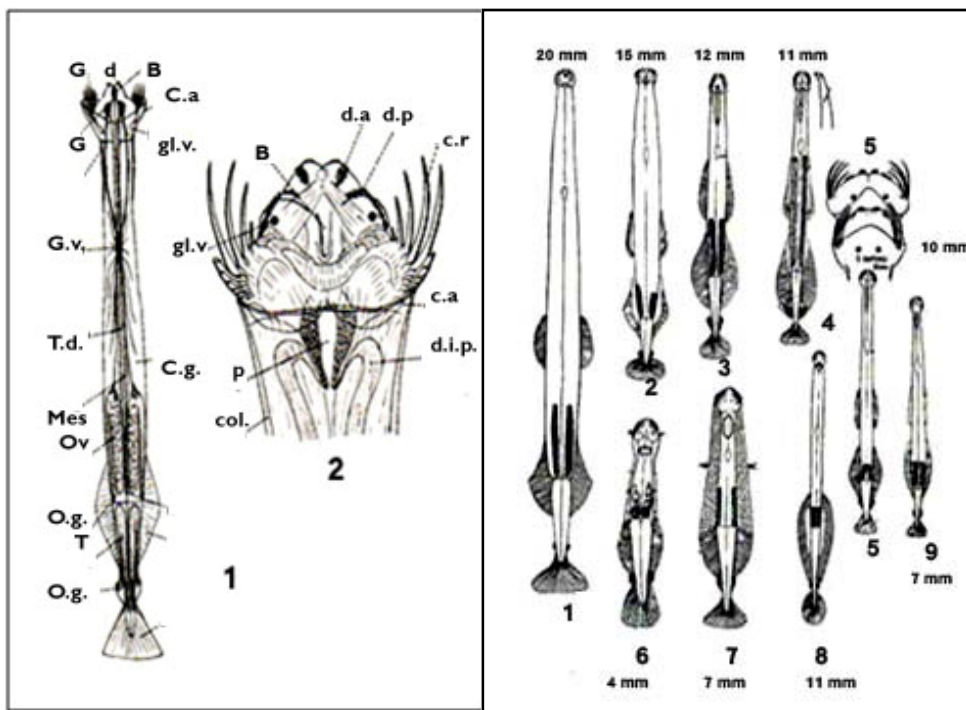 G d B
C.a
G gl.v.
G.v.
T.d.
C.g.
Mes
Ov
O.g.
T
O.g.
1
d.a d.p
B c.r
gl.v
c.a
p d.i.p.
col.
2
20 mm 15 mm 12 mm 11 mm
5
10 mm
4
2 3
1
5 9
7 mm
6 7 8
4 mm 7 mm 11 mm